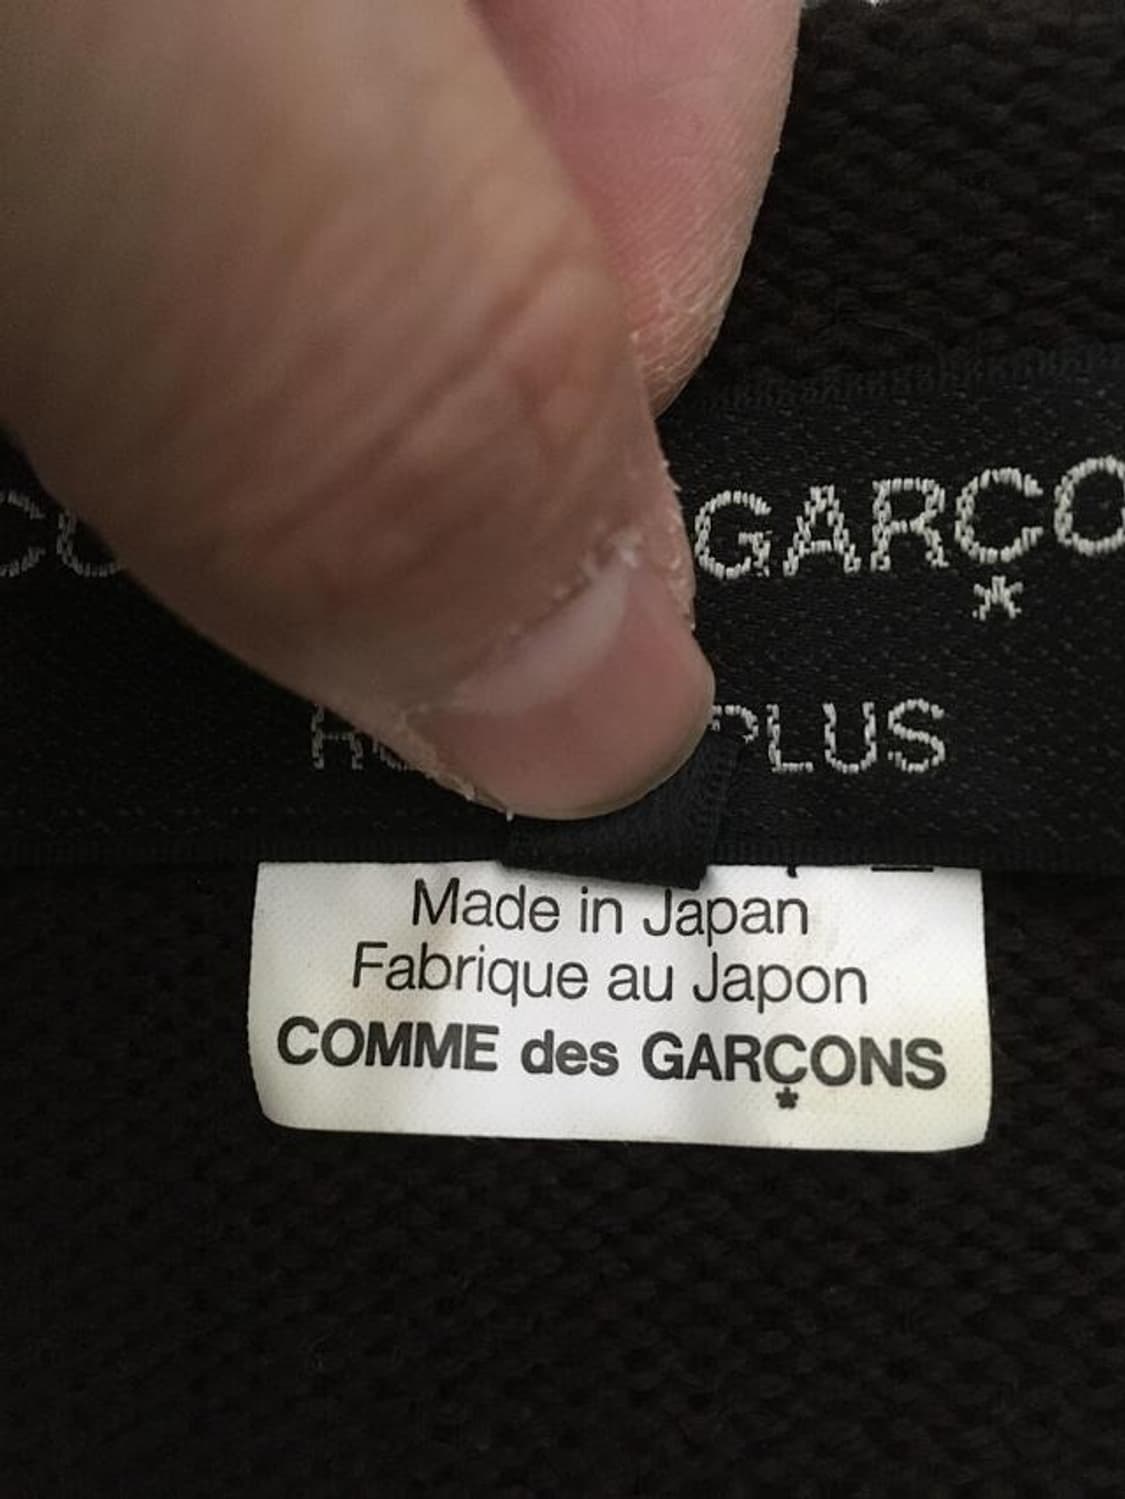 GARÇO
PLUS
Made in Japan
Fabrique au Japon
COMME des GARÇONS